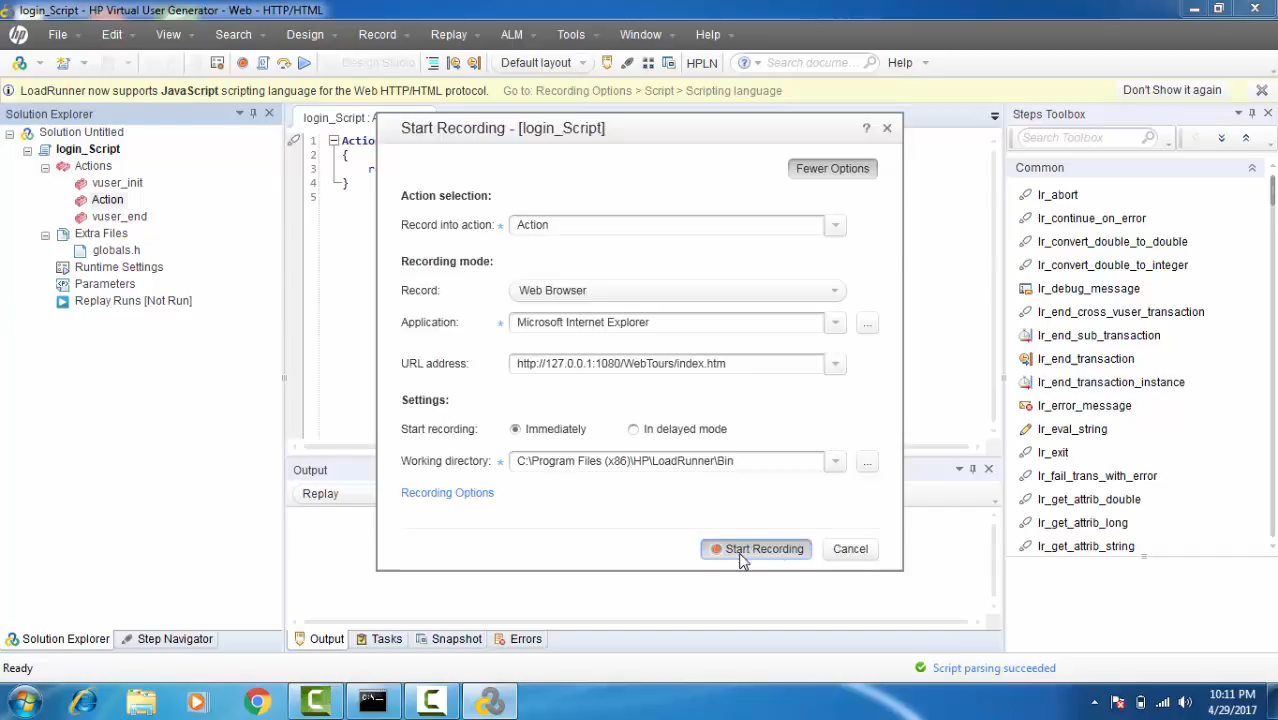 login_Script - HP Virtual User Generator - Web - HTTP/HTML
hp File Edit View Search Design Record Replay ALM Tools Window Help
Design Studio Default layout HPLN Search docume... Help
LoadRunner now supports JavaScript scripting language for the Web HTTP/HTML protocol. Go to: Recording Options > Script > Scripting language Don't Show it again
Solution Explorer
Solution Untitled
login_Script
Actions
vuser_init
Action
vuser_end
Extra Files
globals.h
Runtime Settings
Parameters
Replay Runs [Not Run]
Solution Explorer Step Navigator
login_Script : A
1 Actio
2 {
3 r
4 }
5
Start Recording - [login_Script]
? ×
Fewer Options
Action selection:
Record into action: * Action
Recording mode:
Record: Web Browser
Application: * Microsoft Internet Explorer ...
URL address: http://127.0.0.1:1080/WebTours/index.htm
Settings:
Start recording: Immediately In delayed mode
Working directory: * C:\Program Files (x86)\HP\LoadRunner\Bin ...
Recording Options
Start Recording Cancel
Output
Replay
Output Tasks Snapshot Errors
Steps Toolbox
Search Toolbox
Common
lr_abort
lr_continue_on_error
lr_convert_double_to_double
lr_convert_double_to_integer
lr_debug_message
lr_end_cross_vuser_transaction
lr_end_sub_transaction
lr_end_transaction
lr_end_transaction_instance
lr_error_message
lr_eval_string
lr_exit
lr_fail_trans_with_error
lr_get_attrib_double
lr_get_attrib_long
lr_get_attrib_string
Ready
Script parsing succeeded
10:11 PM
4/29/2017